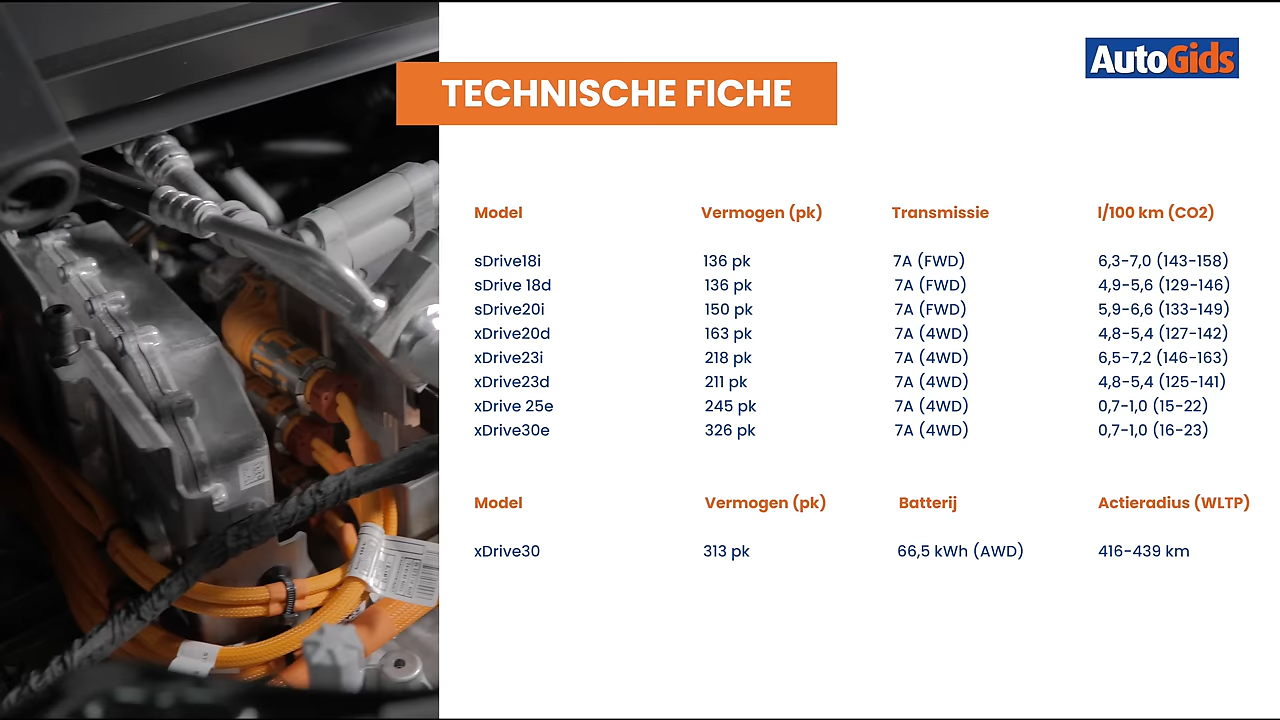 AutoGids
TECHNISCHE FICHE
Model Vermogen (pk) Transmissie l/100 km (CO2)
sDrive18i 136 pk 7A (FWD) 6,3-7,0 (143-158)
sDrive 18d 136 pk 7A (FWD) 4,9-5,6 (129-146)
sDrive20i 150 pk 7A (FWD) 5,9-6,6 (133-149)
xDrive20d 163 pk 7A (4WD) 4,8-5,4 (127-142)
xDrive23i 218 pk 7A (4WD) 6,5-7,2 (146-163)
xDrive23d 211 pk 7A (4WD) 4,8-5,4 (125-141)
xDrive 25e 245 pk 7A (4WD) 0,7-1,0 (15-22)
xDrive30e 326 pk 7A (4WD) 0,7-1,0 (16-23)
Model Vermogen (pk) Batterij Actieradius (WLTP)
xDrive30 313 pk 66,5 kWh (AWD) 416-439 km